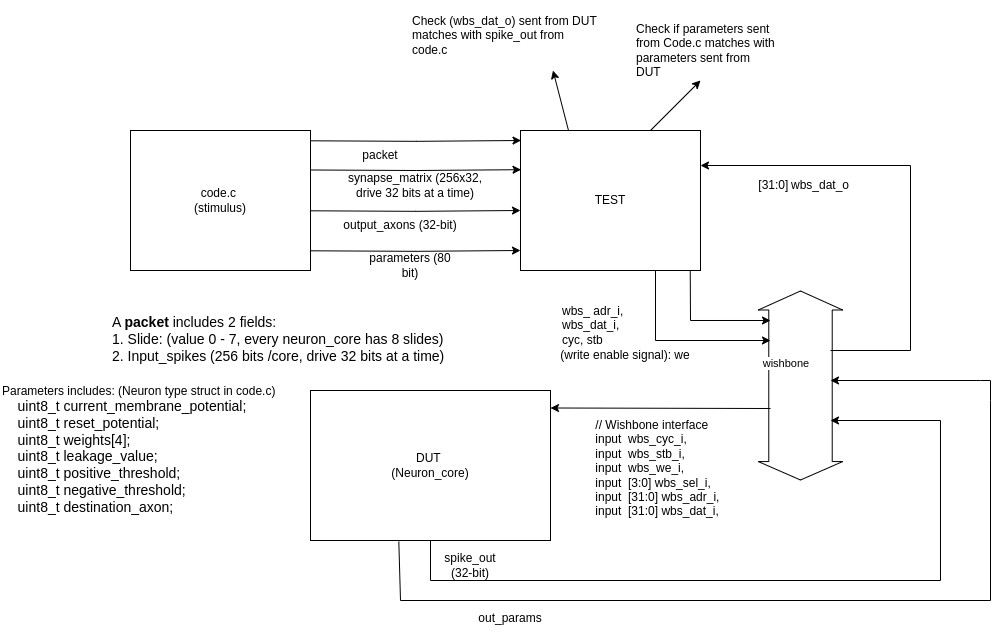 Check (wbs_dat_o) sent from DUT
matches with spike_out from
code.c
Check if parameters sent
from Code.c matches with
parameters sent from
DUT
code.c
(stimulus)
packet
synapse_matrix (256x32,
drive 32 bits at a time)
output_axons (32-bit)
parameters (80
bit)
TEST
[31:0] wbs_dat_o
wbs_ adr_i,
wbs_dat_i,
cyc, stb
(write enable signal): we
wishbone
A packet includes 2 fields:
1. Slide: (value 0 - 7, every neuron_core has 8 slides)
2. Input_spikes (256 bits /core, drive 32 bits at a time)
Parameters includes: (Neuron type struct in code.c)
uint8_t current_membrane_potential;
uint8_t reset_potential;
uint8_t weights[4];
uint8_t leakage_value;
uint8_t positive_threshold;
uint8_t negative_threshold;
uint8_t destination_axon;
DUT
(Neuron_core)
// Wishbone interface
input  wbs_cyc_i,
input  wbs_stb_i,
input  wbs_we_i,
input  [3:0] wbs_sel_i,
input  [31:0] wbs_adr_i,
input  [31:0] wbs_dat_i,
spike_out
(32-bit)
out_params